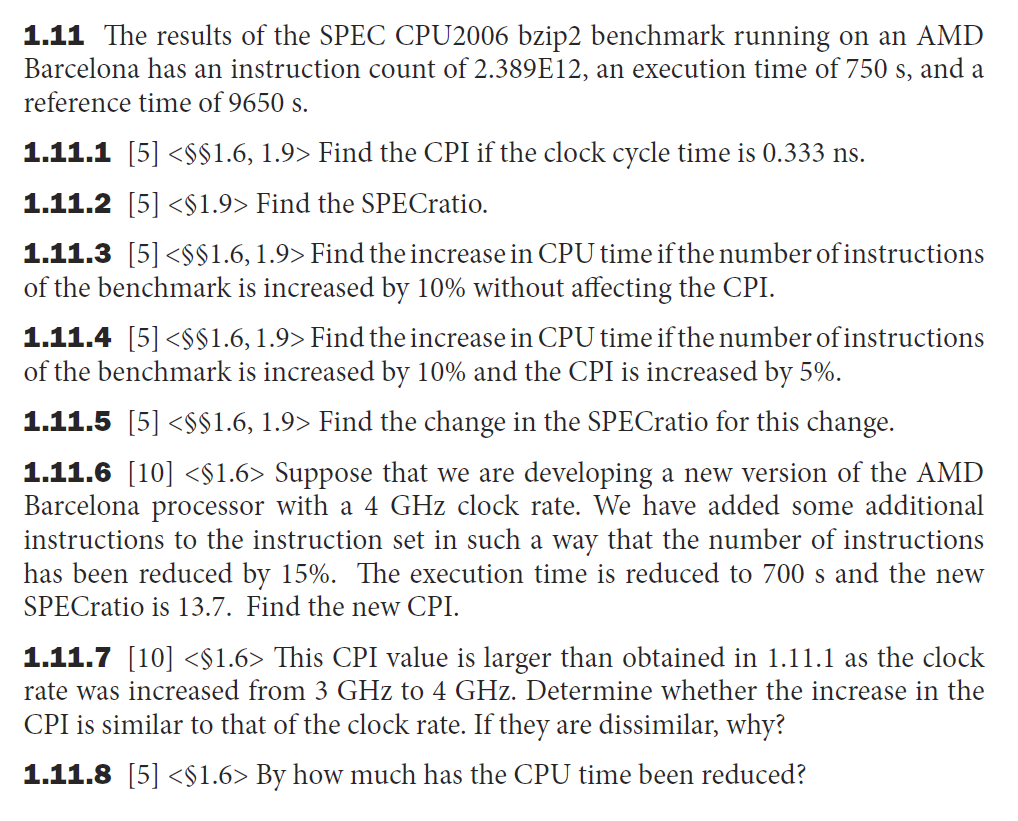 1.11 The results of the SPEC CPU2006 bzip2 benchmark running on an AMD
Barcelona has an instruction count of 2.389E12, an execution time of 750 s, and a
reference time of 9650 s.
1.11.1 [5] <§§1.6, 1.9> Find the CPI if the clock cycle time is 0.333 ns.
1.11.2 [5] <§1.9> Find the SPECratio.
1.11.3 [5] <§§1.6, 1.9> Find the increase in CPU time if the number of instructions
of the benchmark is increased by 10% without affecting the CPI.
1.11.4 [5] <§§1.6, 1.9> Find the increase in CPU time if the number of instructions
of the benchmark is increased by 10% and the CPI is increased by 5%.
1.11.5 [5] <§§1.6, 1.9> Find the change in the SPECratio for this change.
1.11.6 [10] <§1.6> Suppose that we are developing a new version of the AMD
Barcelona processor with a 4 GHz clock rate. We have added some additional
instructions to the instruction set in such a way that the number of instructions
has been reduced by 15%. The execution time is reduced to 700 s and the new
SPECratio is 13.7. Find the new CPI.
1.11.7 [10] <§1.6> This CPI value is larger than obtained in 1.11.1 as the clock
rate was increased from 3 GHz to 4 GHz. Determine whether the increase in the
CPI is similar to that of the clock rate. If they are dissimilar, why?
1.11.8 [5] <§1.6> By how much has the CPU time been reduced?